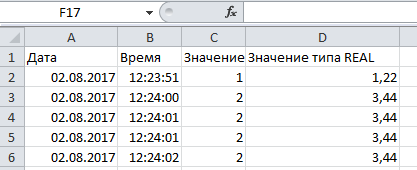 F17 fx
A B C D
1 Дата Время Значение Значение типа REAL
2 02.08.2017 12:23:51 1 1,22
3 02.08.2017 12:24:00 2 3,44
4 02.08.2017 12:24:01 2 3,44
5 02.08.2017 12:24:01 2 3,44
6 02.08.2017 12:24:02 2 3,44